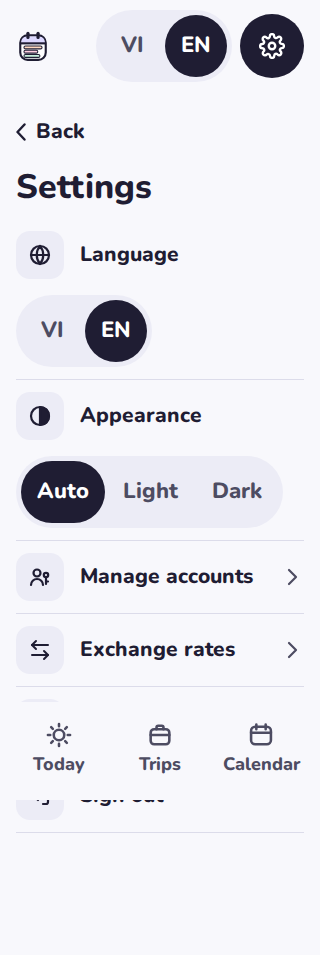 VI EN
Back
Settings
Language
VI EN
Appearance
Auto Light Dark
Manage accounts
Exchange rates
Today Trips Calendar